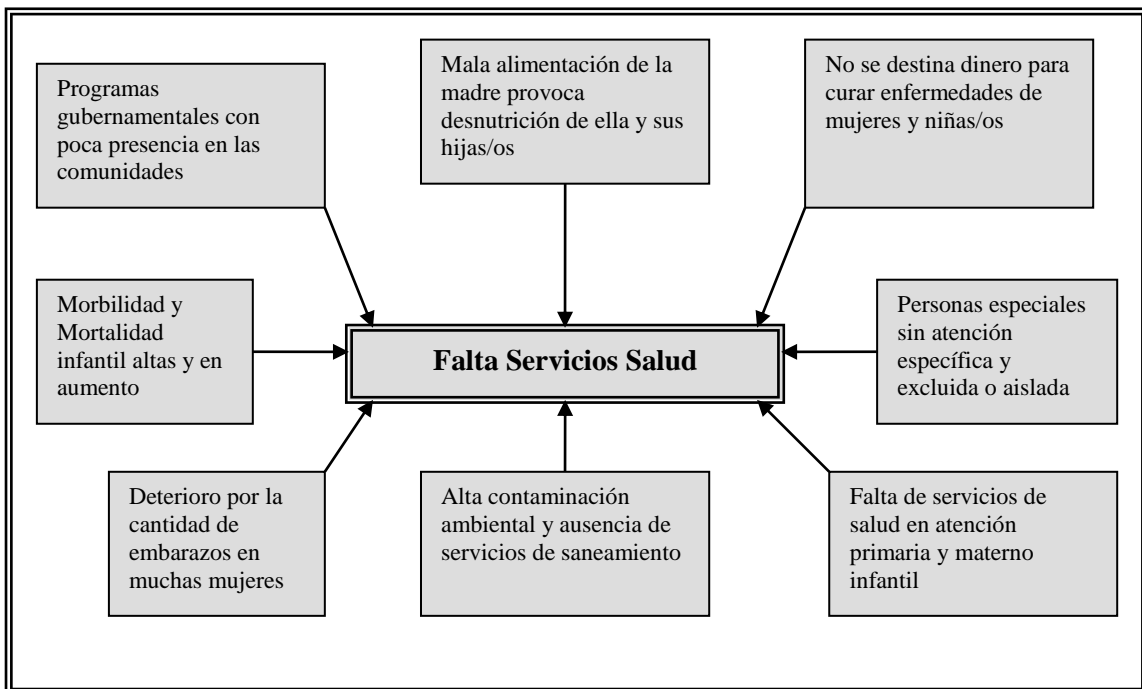 Programas
gubernamentales con
poca presencia en las
comunidades
Mala alimentación de la
madre provoca
desnutrición de ella y sus
hijas/os
No se destina dinero para
curar enfermedades de
mujeres y niñas/os
Morbilidad y
Mortalidad
infantil altas y en
aumento
Falta Servicios Salud
Personas especiales
sin atención
específica y
excluida o aislada
Deterioro por la
cantidad de
embarazos en
muchas mujeres
Alta contaminación
ambiental y ausencia de
servicios de saneamiento
Falta de servicios de
salud en atención
primaria y materno
infantil